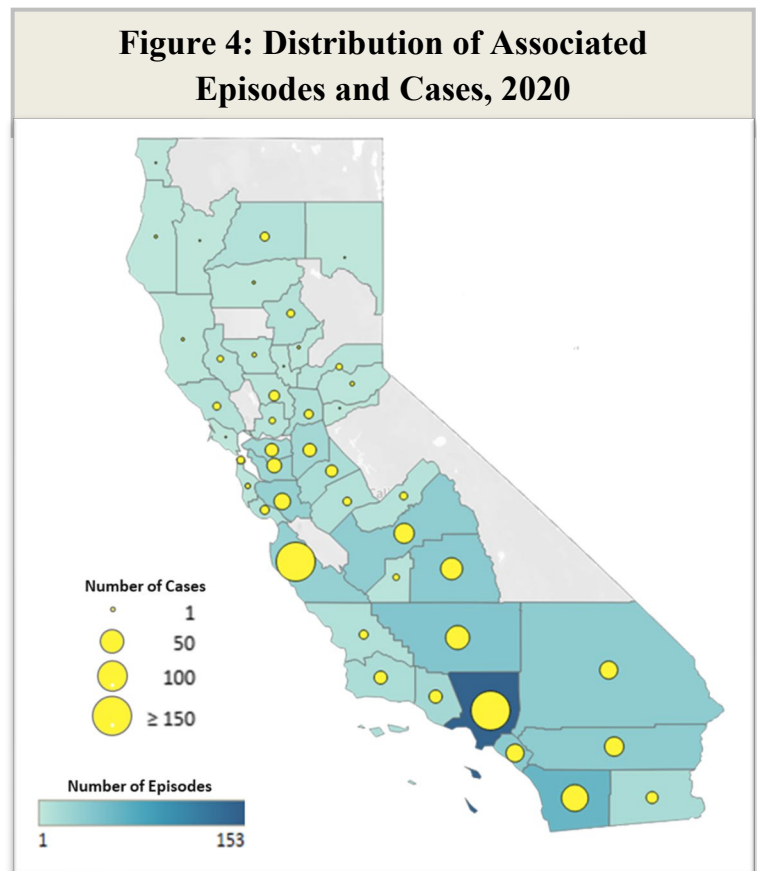 Figure 4: Distribution of Associated
Episodes and Cases, 2020
Number of Cases
1
50
100
≥ 150
Number of Episodes
1
153